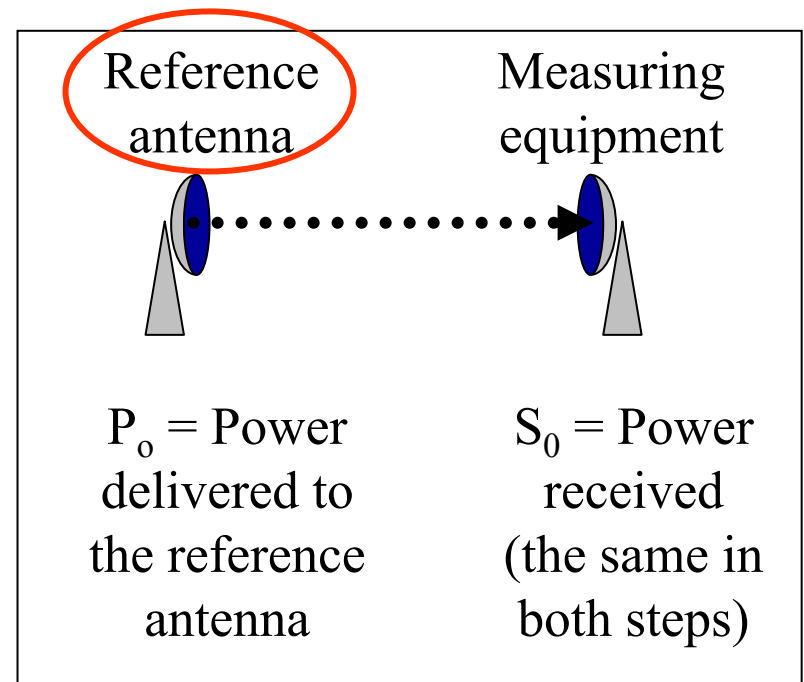 Reference
antenna
Measuring
equipment
Pₒ = Power
delivered to
the reference
antenna
S₀ = Power
received
(the same in
both steps)